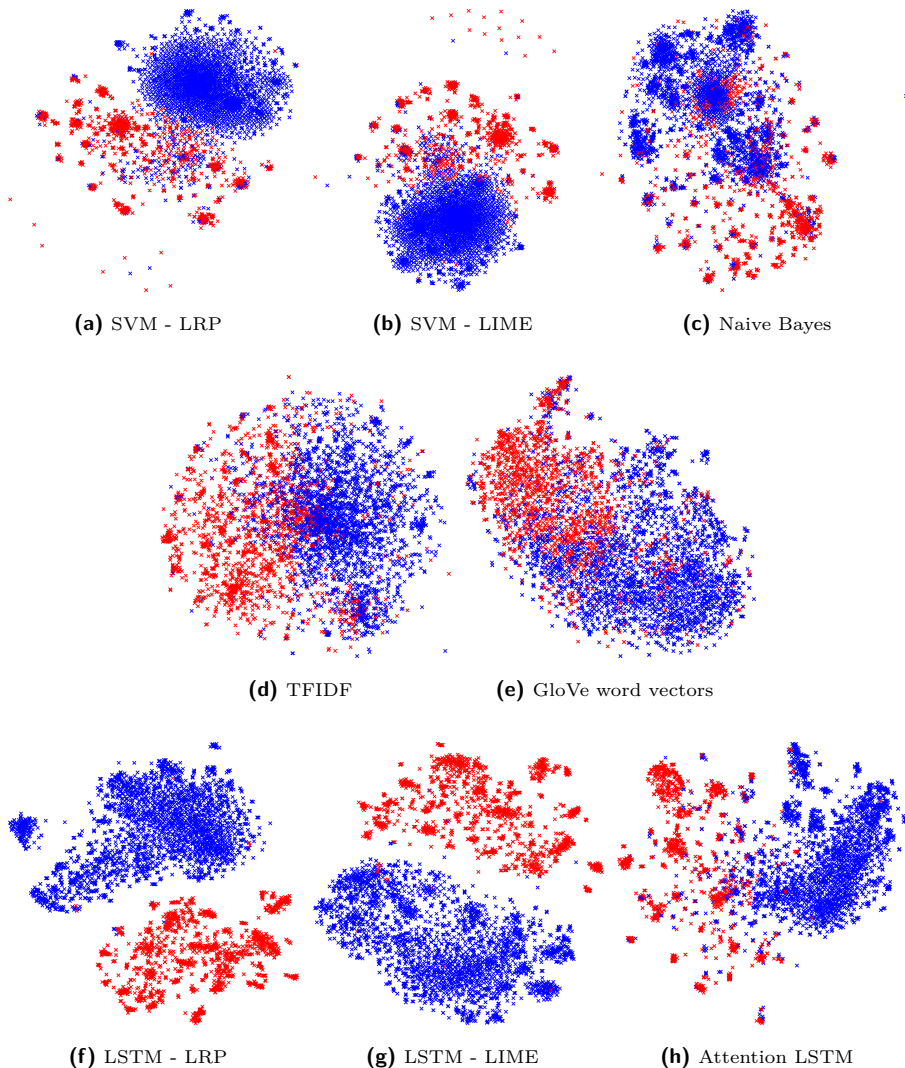 (a) SVM - LRP
(b) SVM - LIME
(c) Naive Bayes
(d) TFIDF
(e) GloVe word vectors
(f) LSTM - LRP
(g) LSTM - LIME
(h) Attention LSTM